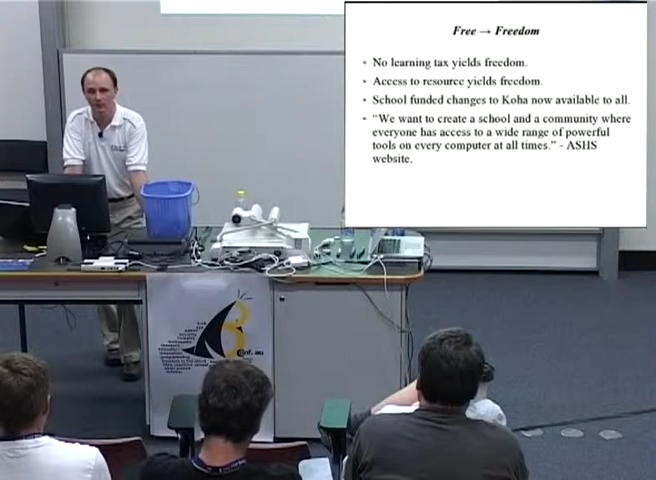 Free → Freedom
• No learning tax yields freedom.
• Access to resource yields freedom.
• School funded changes to Koha now available to all.
• "We want to create a school and a community where
everyone has access to a wide range of powerful
tools on every computer at all times." - ASHS
website.
conf.au